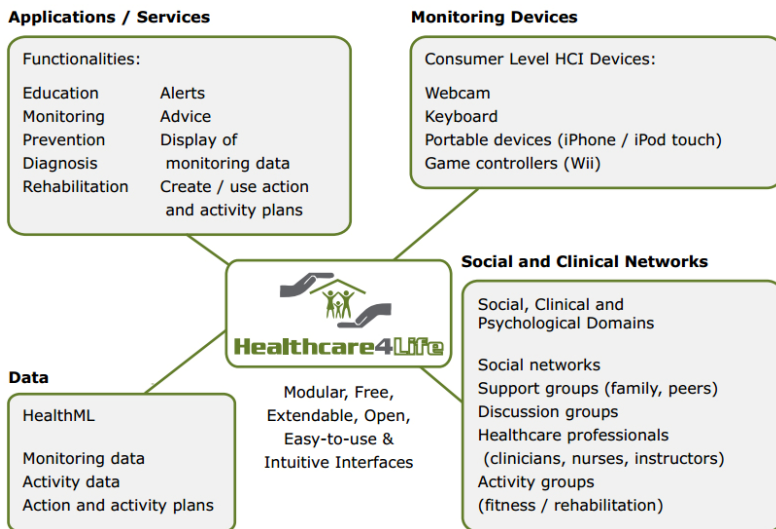 Applications / Services
Functionalities:
Education Alerts
Monitoring Advice
Prevention Display of
Diagnosis monitoring data
Rehabilitation Create / use action
and activity plans
Monitoring Devices
Consumer Level HCI Devices:
Webcam
Keyboard
Portable devices (iPhone / iPod touch)
Game controllers (Wii)
Healthcare4Life
Modular, Free,
Extendable, Open,
Easy-to-use &
Intuitive Interfaces
Data
HealthML
Monitoring data
Activity data
Action and activity plans
Social and Clinical Networks
Social, Clinical and
Psychological Domains
Social networks
Support groups (family, peers)
Discussion groups
Healthcare professionals
(clinicians, nurses, instructors)
Activity groups
(fitness / rehabilitation)